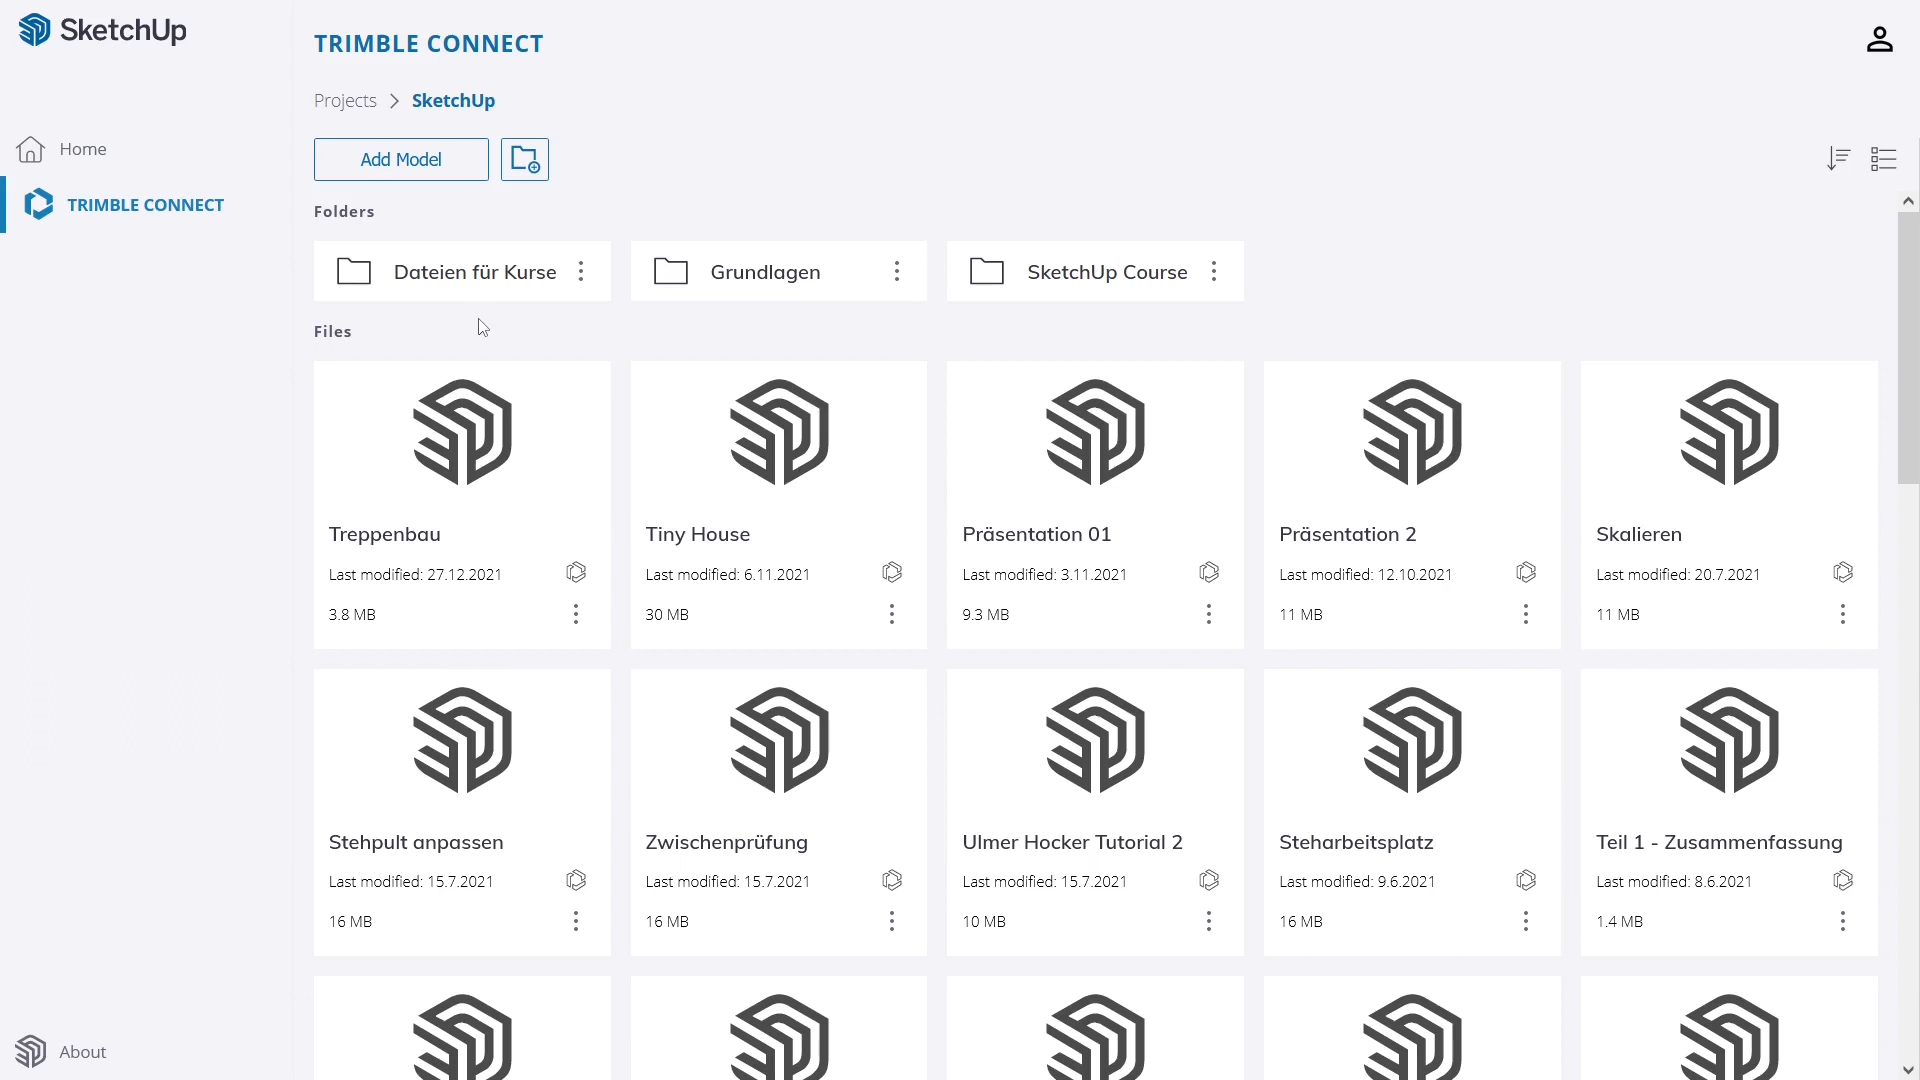 SketchUp
TRIMBLE CONNECT
Projects > SketchUp
Home
Add Model
TRIMBLE CONNECT
Folders
Dateien für Kurse
Grundlagen
SketchUp Course
Files
Treppenbau
Last modified: 27.12.2021
3.8 MB
Tiny House
Last modified: 6.11.2021
30 MB
Präsentation 01
Last modified: 3.11.2021
9.3 MB
Präsentation 2
Last modified: 12.10.2021
11 MB
Skalieren
Last modified: 20.7.2021
11 MB
Stehpult anpassen
Last modified: 15.7.2021
16 MB
Zwischenprüfung
Last modified: 15.7.2021
16 MB
Ulmer Hocker Tutorial 2
Last modified: 15.7.2021
10 MB
Steharbeitsplatz
Last modified: 9.6.2021
16 MB
Teil 1 - Zusammenfassung
Last modified: 8.6.2021
1.4 MB
About